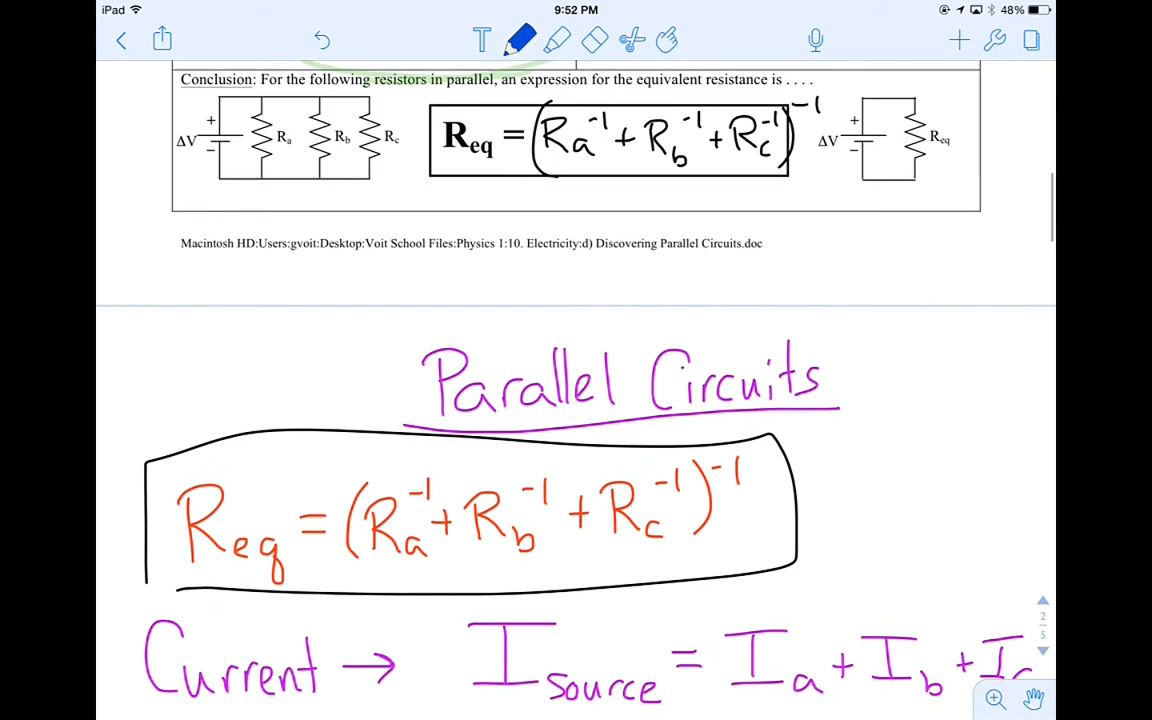 iPad 9:52 PM 48%
T
Conclusion: For the following resistors in parallel, an expression for the equivalent resistance is . . . .
+ ΔV − Ra Rb Rc
Req = (Ra⁻¹ + Rb⁻¹ + Rc⁻¹)⁻¹
+ ΔV − Req
Macintosh HD:Users:gvoit:Desktop:Voit School Files:Physics 1:10. Electricity:d) Discovering Parallel Circuits.doc
Parallel Circuits
Req = (Ra⁻¹ + Rb⁻¹ + Rc⁻¹)⁻¹
2
5
Current → Isource = Ia + Ib + Ic